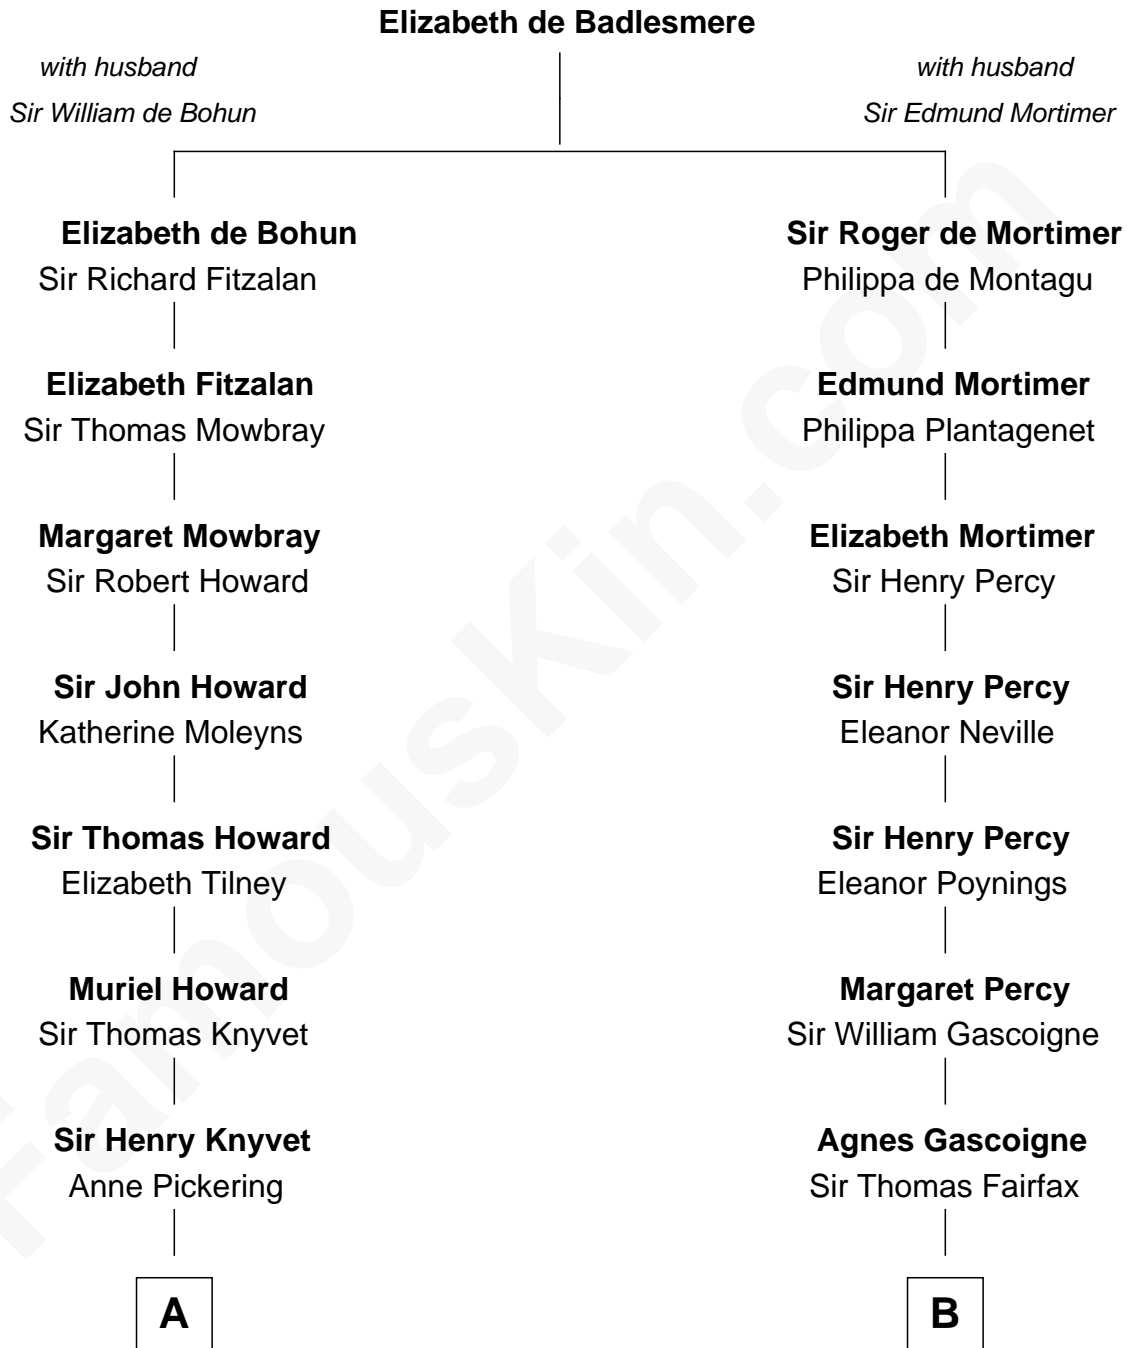 Elizabeth de Badlesmere
with husband
Sir William de Bohun
with husband
Sir Edmund Mortimer
Elizabeth de Bohun
Sir Richard Fitzalan
Sir Roger de Mortimer
Philippa de Montagu
Elizabeth Fitzalan
Sir Thomas Mowbray
Edmund Mortimer
Philippa Plantagenet
Margaret Mowbray
Sir Robert Howard
Elizabeth Mortimer
Sir Henry Percy
Sir John Howard
Katherine Moleyns
Sir Henry Percy
Eleanor Neville
Sir Thomas Howard
Elizabeth Tilney
Sir Henry Percy
Eleanor Poynings
Muriel Howard
Sir Thomas Knyvet
Margaret Percy
Sir William Gascoigne
Sir Henry Knyvet
Anne Pickering
Agnes Gascoigne
Sir Thomas Fairfax
A
B
FamousKin.com